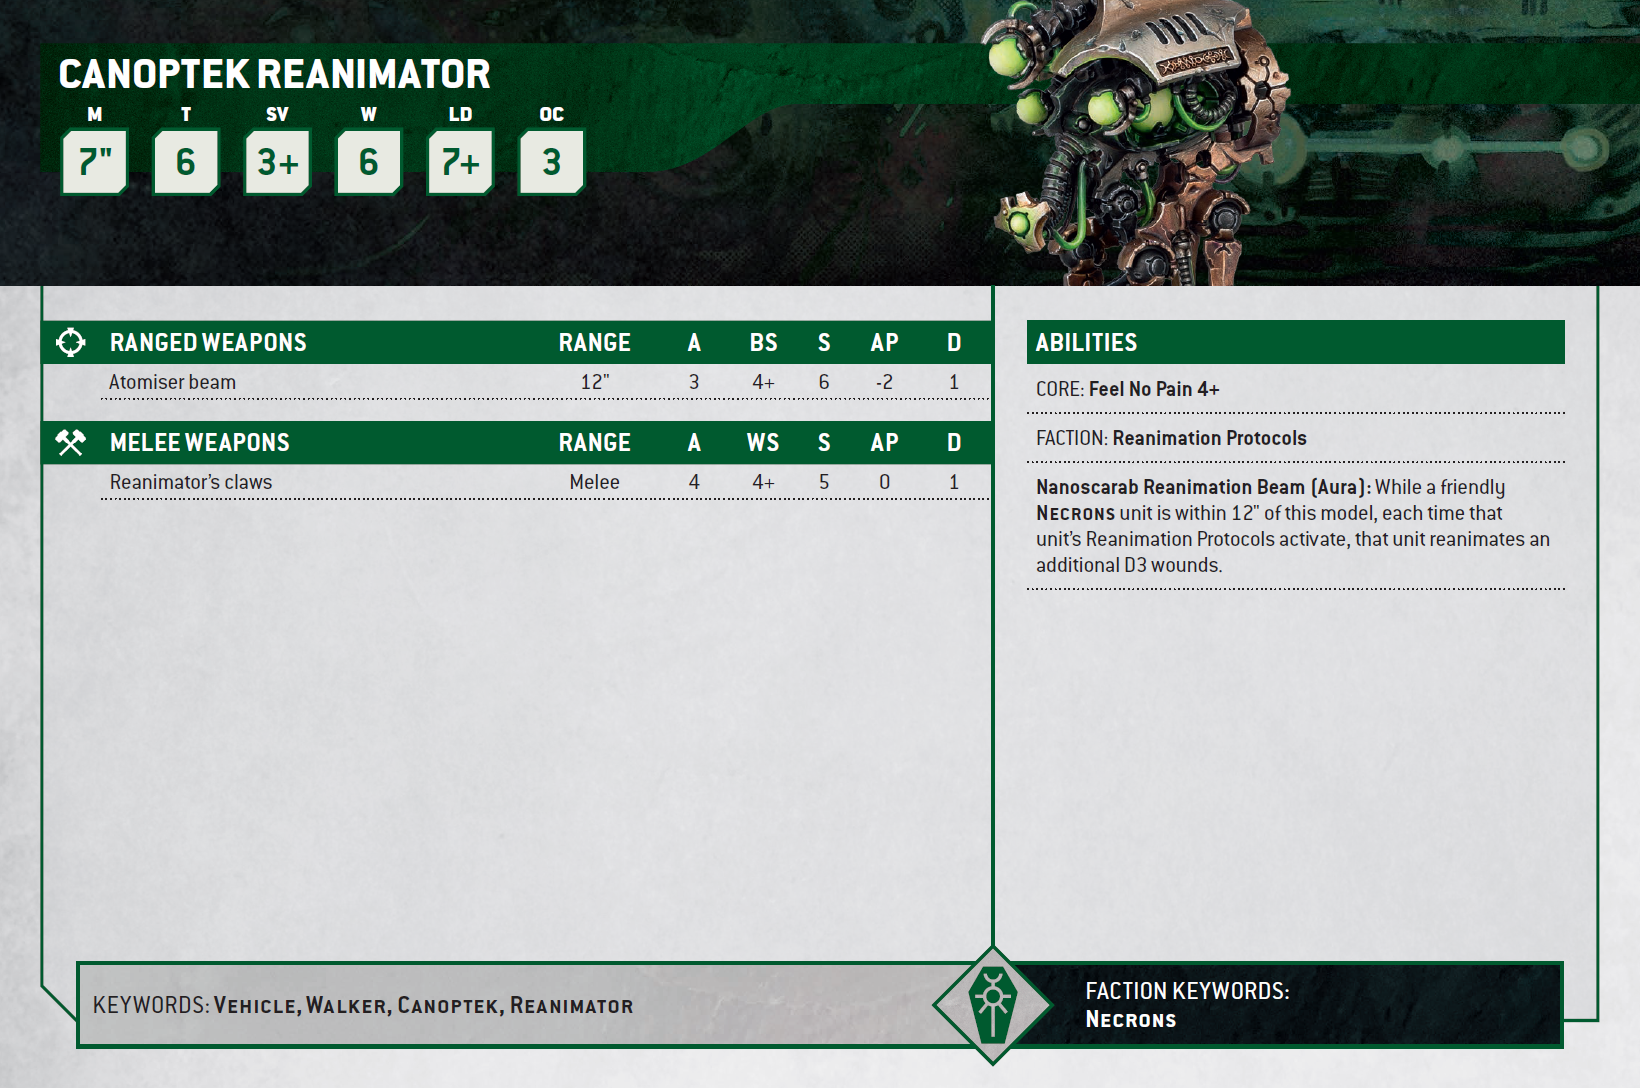 CANOPTEK REANIMATOR
M T SV W LD OC
7" 6 3+ 6 7+ 3
RANGED WEAPONS RANGE A BS S AP D
Atomiser beam 12" 3 4+ 6 -2 1
MELEE WEAPONS RANGE A WS S AP D
Reanimator's claws Melee 4 4+ 5 0 1
ABILITIES
CORE: Feel No Pain 4+
FACTION: Reanimation Protocols
Nanoscarab Reanimation Beam (Aura): While a friendly
NECRONS unit is within 12" of this model, each time that
unit's Reanimation Protocols activate, that unit reanimates an
additional D3 wounds.
KEYWORDS: VEHICLE, WALKER, CANOPTEK, REANIMATOR
FACTION KEYWORDS:
NECRONS